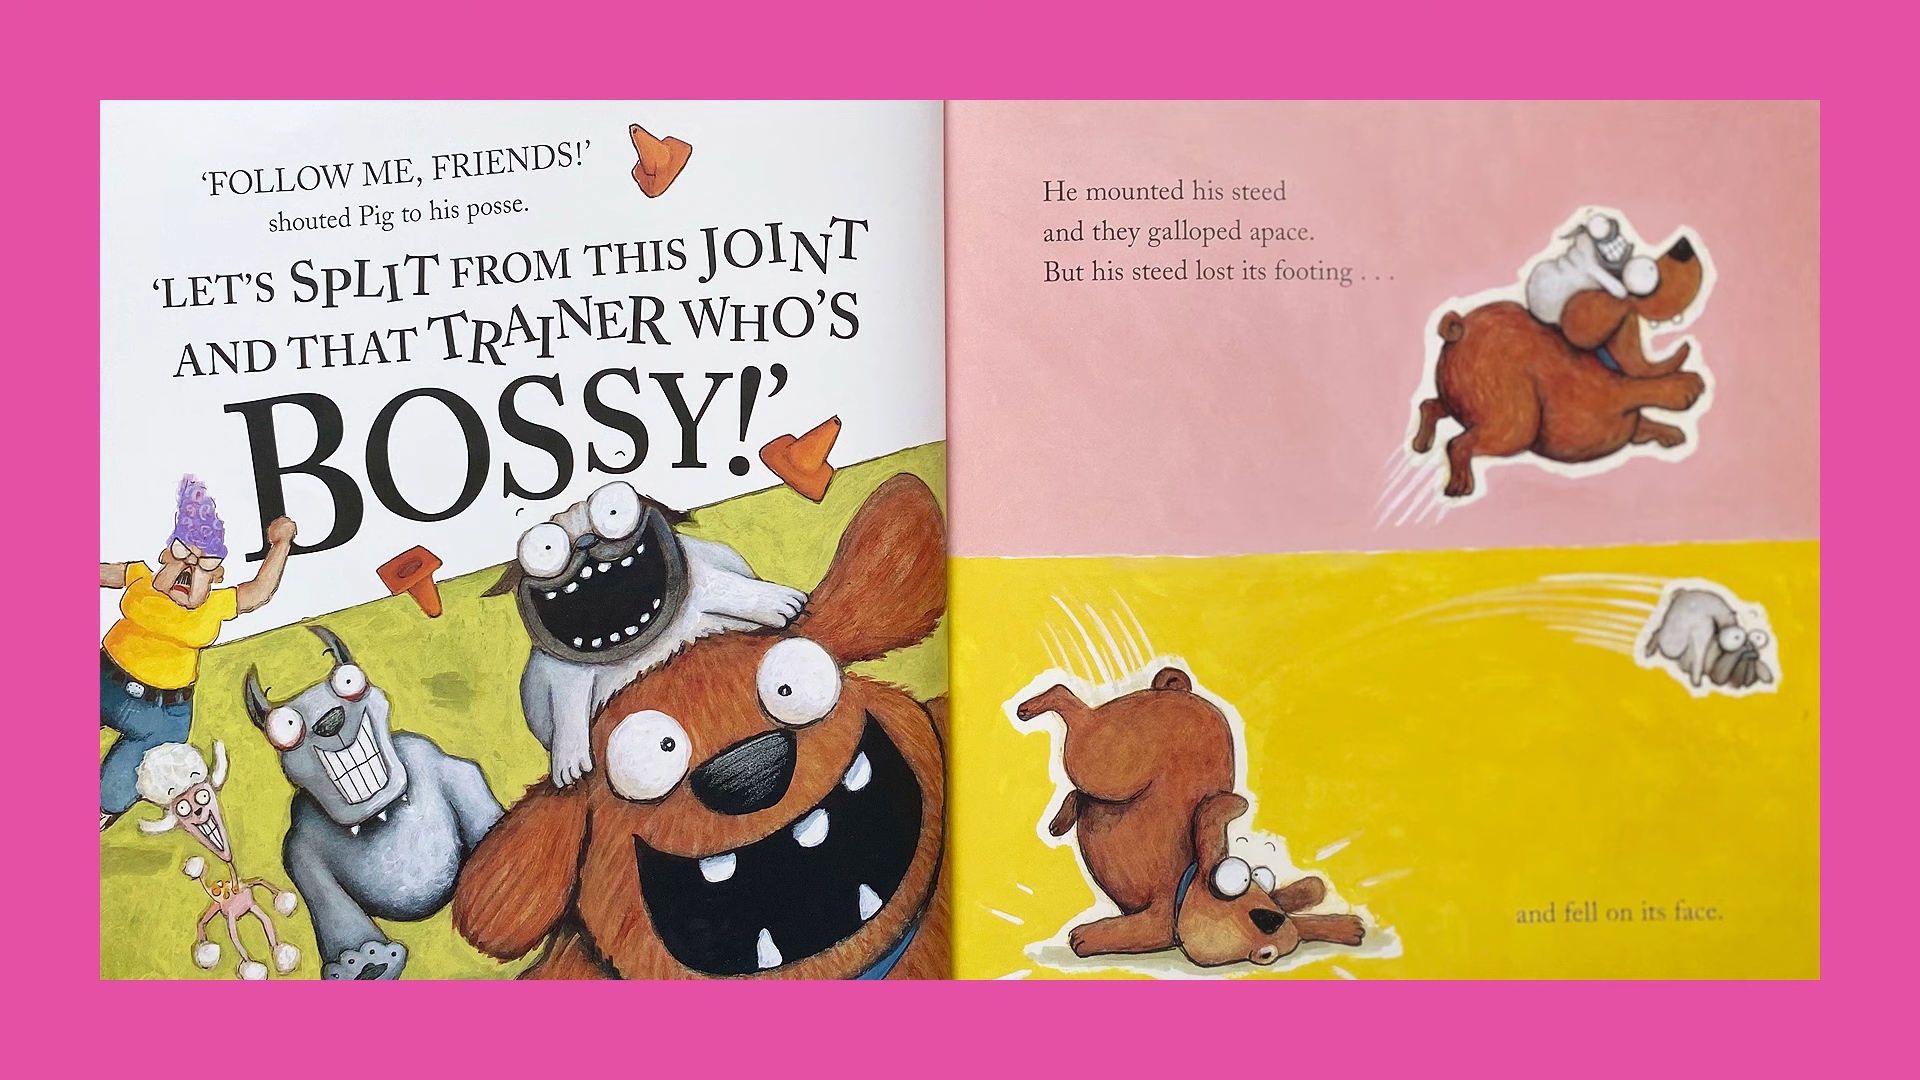 ‘FOLLOW ME, FRIENDS!’
shouted Pig to his posse.
‘LET’S SPLIT FROM THIS JOINT
AND THAT TRAINER WHO’S
BOSSY!’
He mounted his steed
and they galloped apace.
But his steed lost its footing . . .
and fell on its face.